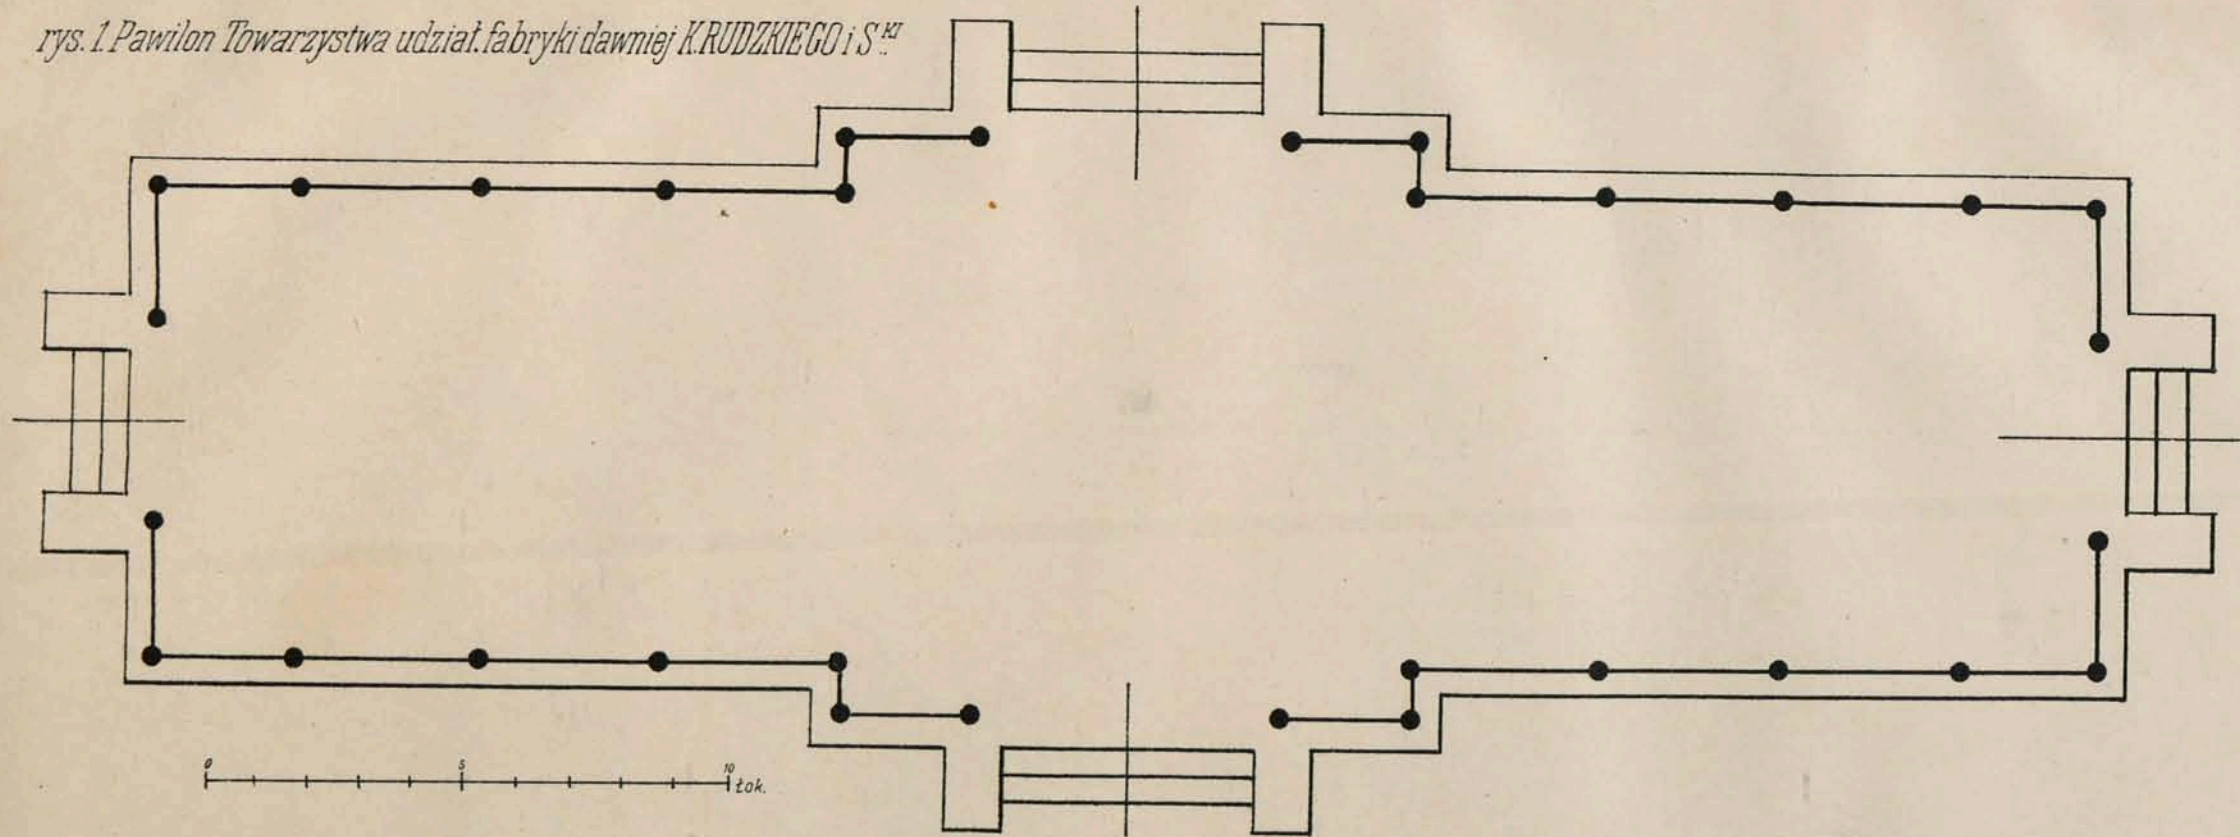 rys. 1. Pawilon Towarzystwa udział. fabryki dawniej K. RUDZKIEGO i S^KI.
0 5 10 łok.